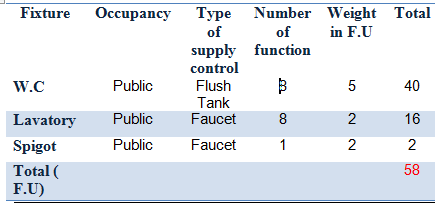 Fixture Occupancy Type Number Weight Total
of of in F.U
supply function
control
W.C Public Flush 8 5 40
Tank
Lavatory Public Faucet 8 2 16
Spigot Public Faucet 1 2 2
Total ( 58
F.U)